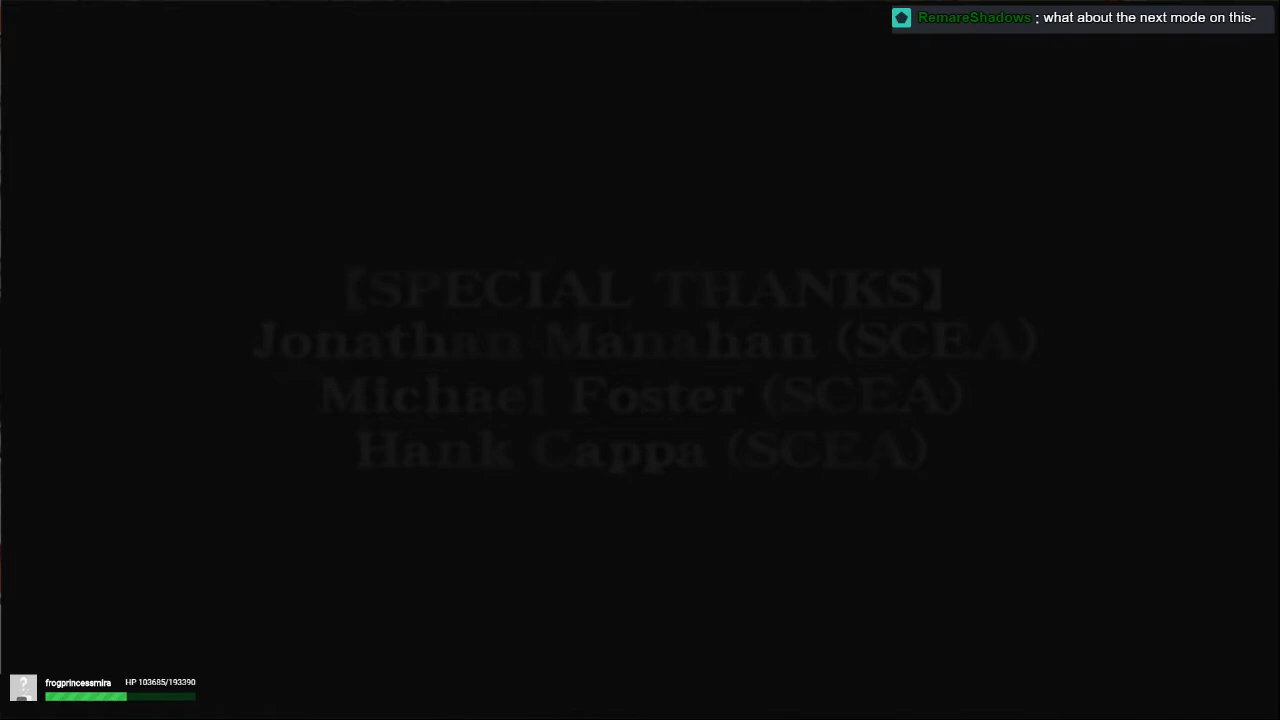 RemareShadows : what about the next mode on this-
【SPECIAL THANKS】
Jonathan Manahan (SCEA)
Michael Foster (SCEA)
Hank Cappa (SCEA)
frogprincessmira HP 103685/193390